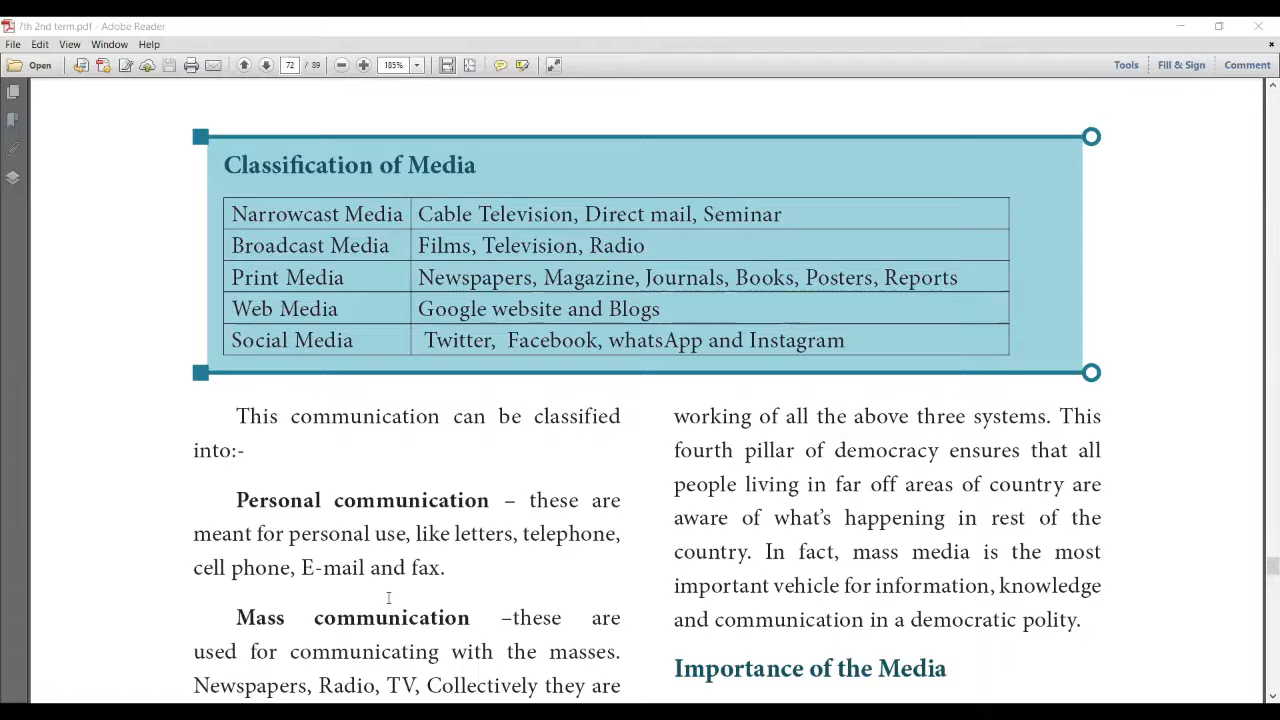 7th 2nd term.pdf - Adobe Reader
File Edit View Window Help
Open 72 / 89 185% Tools Fill & Sign Comment
Classification of Media
Narrowcast Media Cable Television, Direct mail, Seminar
Broadcast Media Films, Television, Radio
Print Media Newspapers, Magazine, Journals, Books, Posters, Reports
Web Media Google website and Blogs
Social Media Twitter, Facebook, whatsApp and Instagram
This communication can be classified
into:-
Personal communication – these are
meant for personal use, like letters, telephone,
cell phone, E-mail and fax.
Mass communication –these are
used for communicating with the masses.
Newspapers, Radio, TV, Collectively they are
working of all the above three systems. This
fourth pillar of democracy ensures that all
people living in far off areas of country are
aware of what's happening in rest of the
country. In fact, mass media is the most
important vehicle for information, knowledge
and communication in a democratic polity.
Importance of the Media